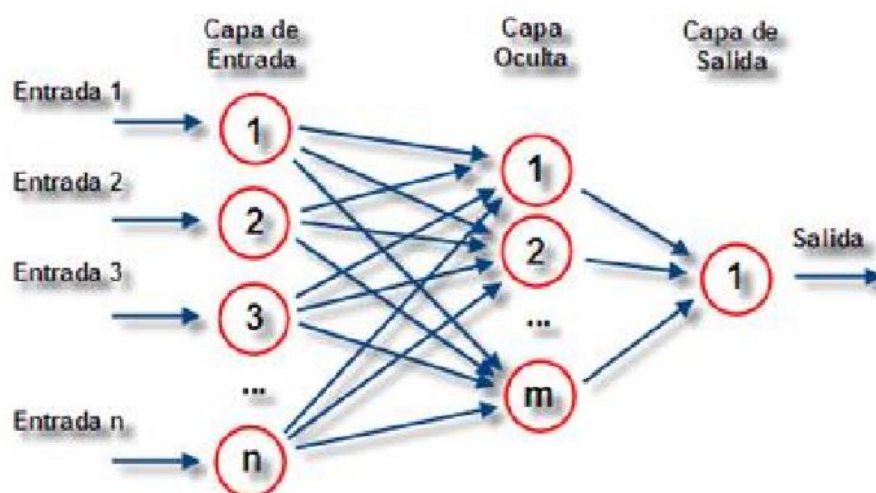 Capa de
Entrada
Capa
Oculta
Capa de
Salida
Entrada 1
1
Entrada 2
2
Entrada 3
3
...
Entrada n
n
1
2
...
m
1
Salida